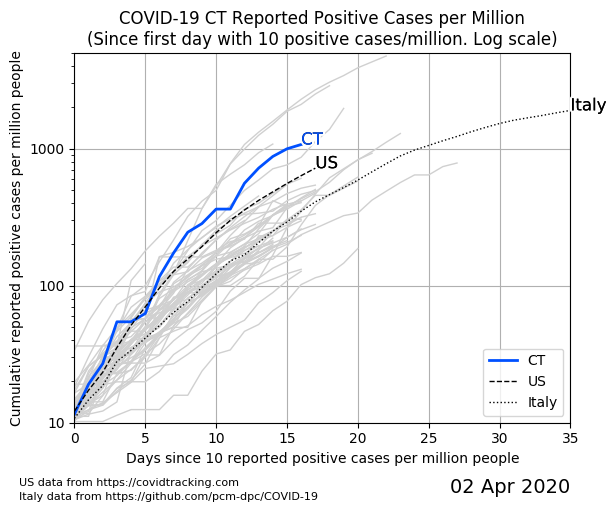 COVID-19 CT Reported Positive Cases per Million
(Since first day with 10 positive cases/million. Log scale)
Cumulative reported positive cases per million people
1000
100
10
Italy
CT
US
CT
US
Italy
0 5 10 15 20 25 30 35
Days since 10 reported positive cases per million people
US data from https://covidtracking.com
Italy data from https://github.com/pcm-dpc/COVID-19
02 Apr 2020